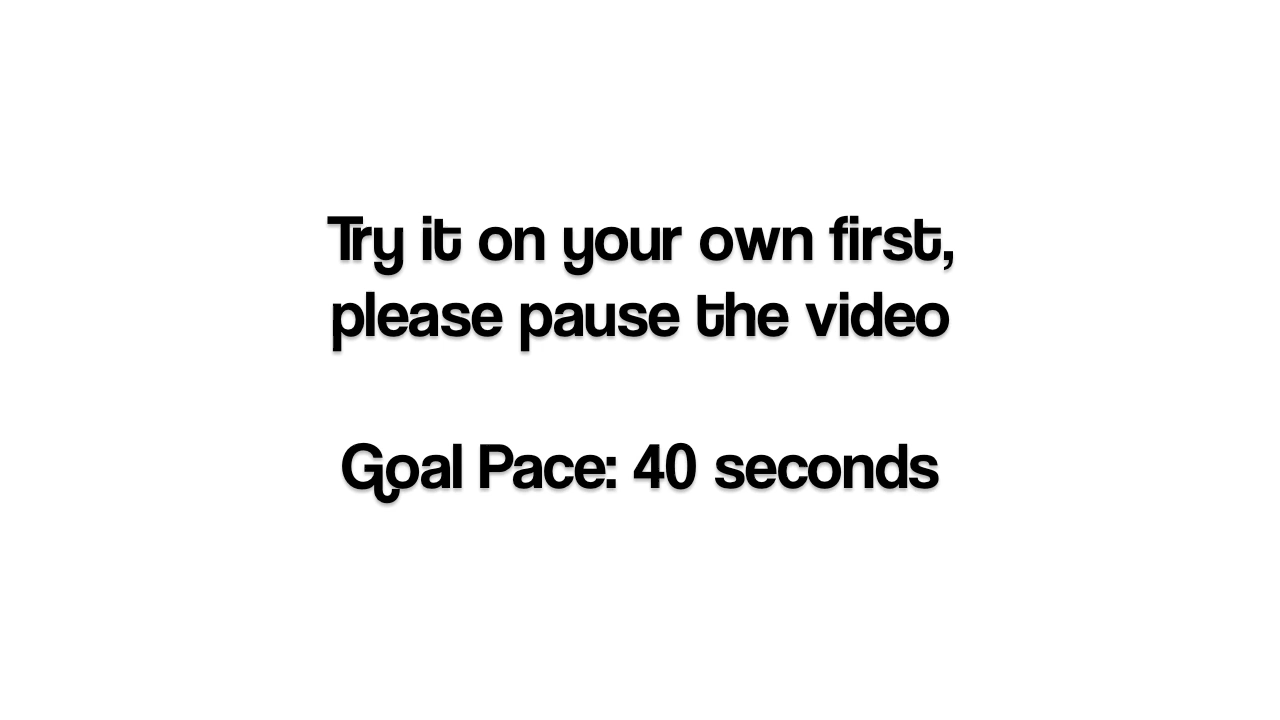 Try it on your own first,
please pause the video
Goal Pace: 40 seconds